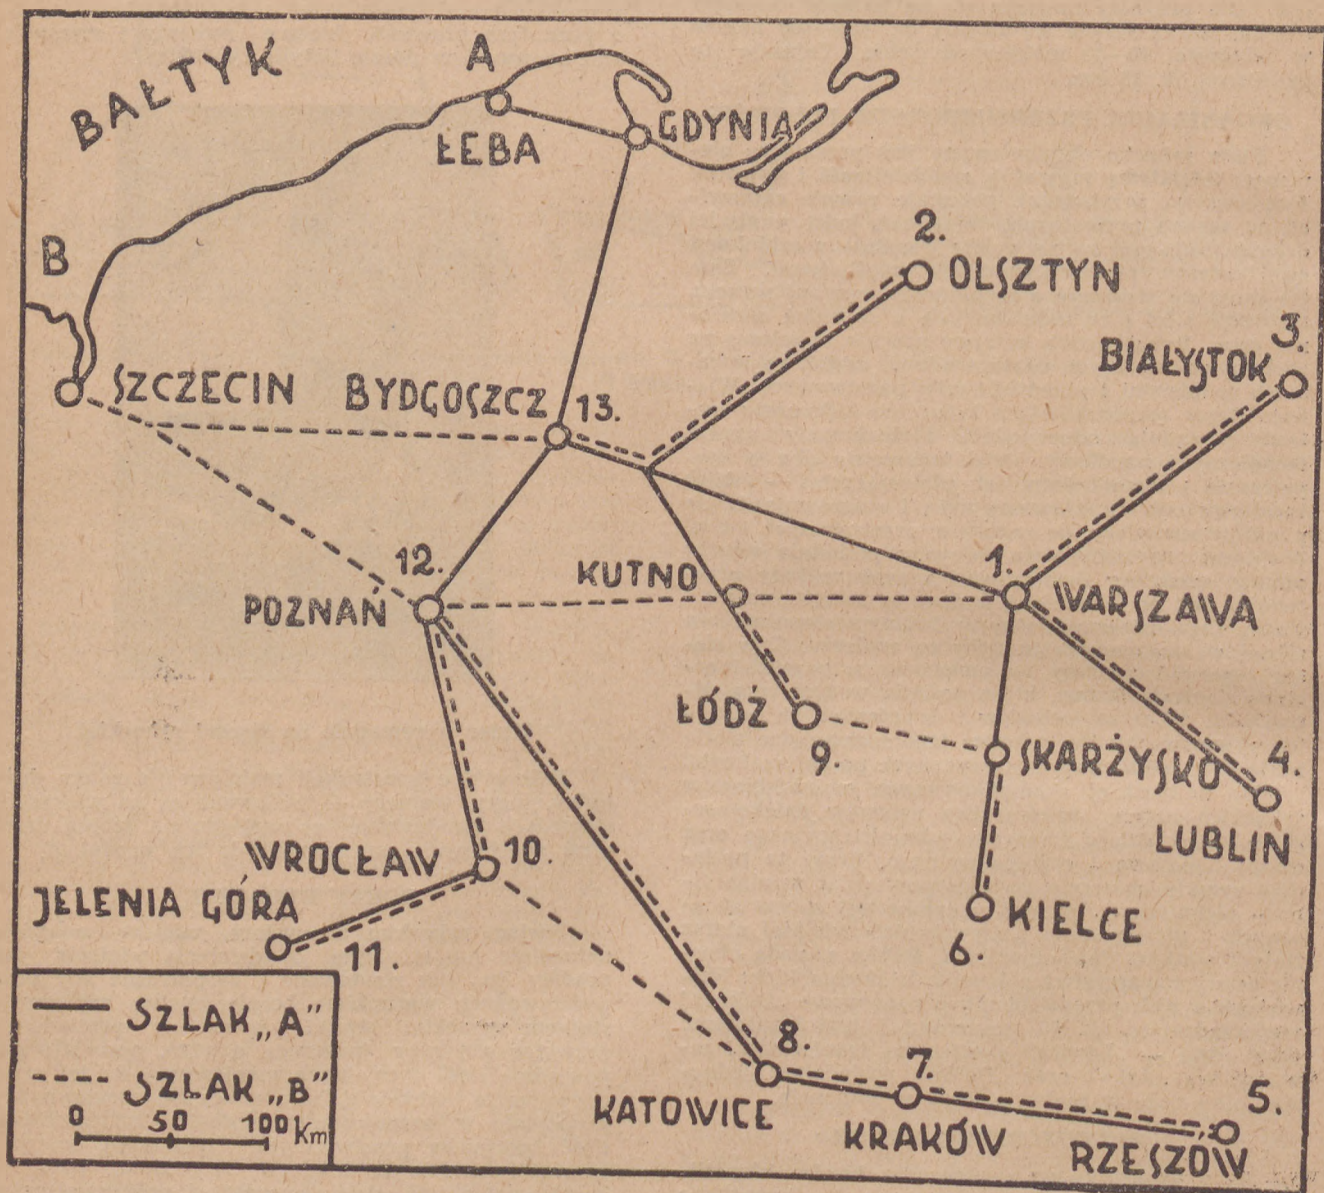 BAŁTYK
A
ŁEBA
GDYNIA
B
2.
OLSZTYN
3.
BIAŁYSTOK
SZCZECIN
BYDGOSZCZ
13.
12.
POZNAŃ
KUTNO
1.
WARSZAWA
ŁÓDŹ
9.
SKARŻYSKO
4.
LUBLIN
WROCŁAW
10.
JELENIA GÓRA
11.
KIELCE
6.
8.
KATOWICE
7.
KRAKÓW
5.
RZESZÓW
SZLAK „A"
SZLAK „B"
0 50 100 Km